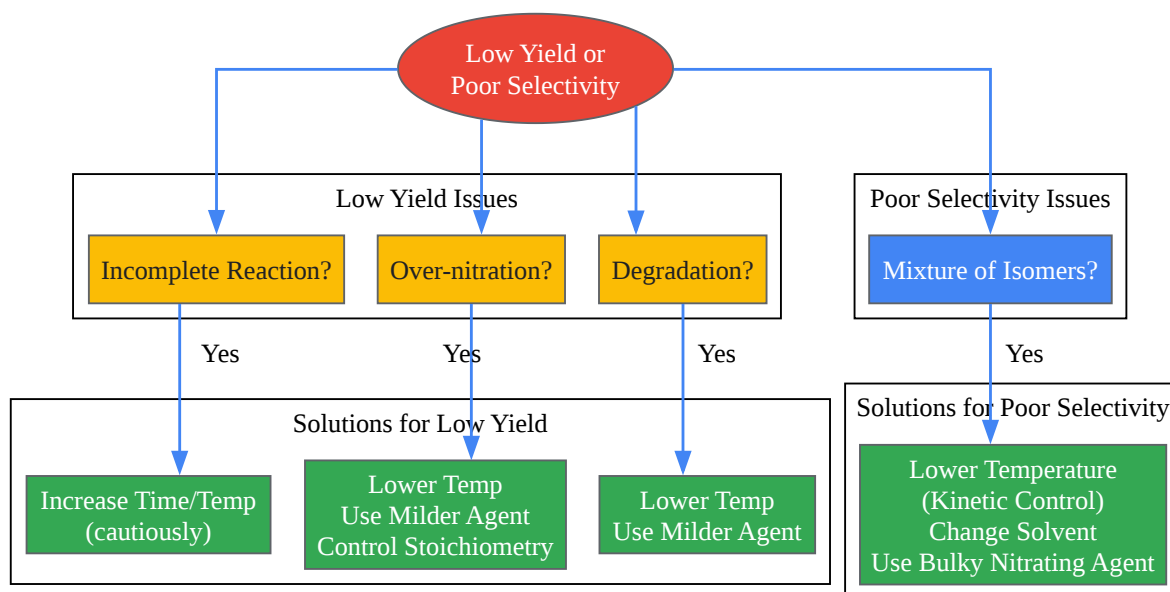 Low Yield or
Poor Selectivity
Low Yield Issues
Poor Selectivity Issues
Incomplete Reaction?
Over-nitration?
Degradation?
Mixture of Isomers?
Yes
Yes
Yes
Yes
Solutions for Low Yield
Solutions for Poor Selectivity
Increase Time/Temp
(cautiously)
Lower Temp
Use Milder Agent
Control Stoichiometry
Lower Temp
Use Milder Agent
Lower Temperature
(Kinetic Control)
Change Solvent
Use Bulky Nitrating Agent